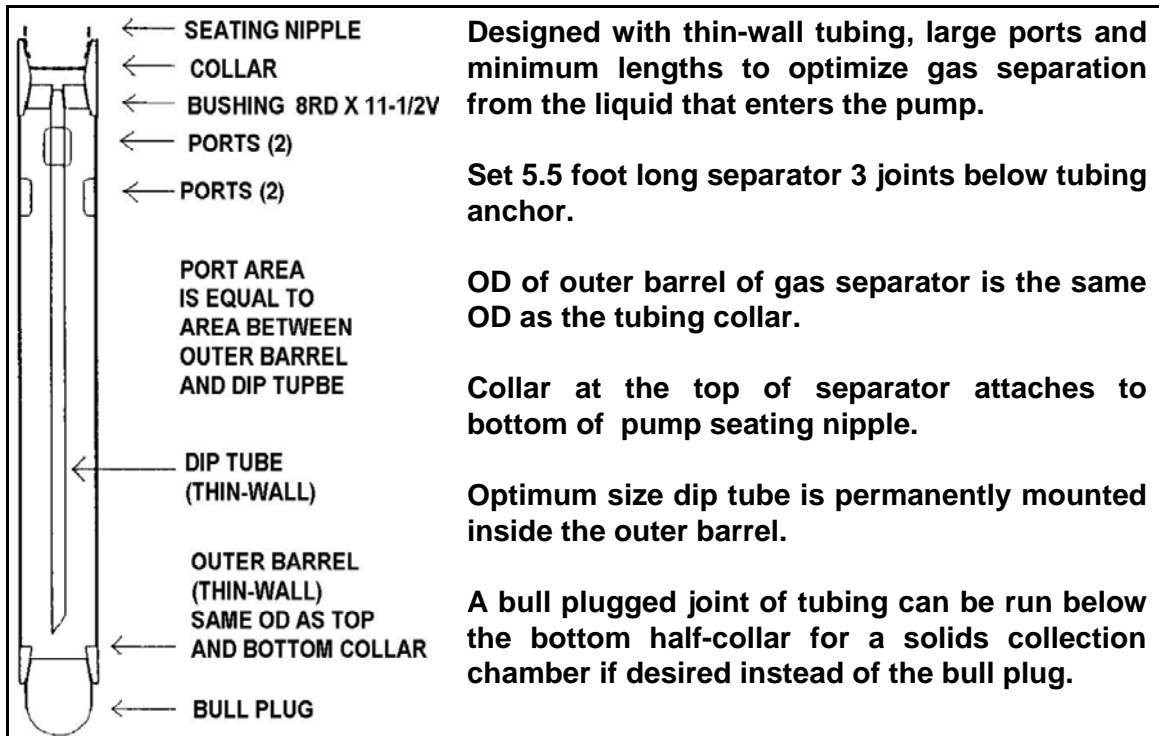 SEATING NIPPLE
COLLAR
BUSHING 8RD X 11-1/2V
PORTS (2)
PORTS (2)
PORT AREA
IS EQUAL TO
AREA BETWEEN
OUTER BARREL
AND DIP TUPBE
DIP TUBE
(THIN-WALL)
OUTER BARREL
(THIN-WALL)
SAME OD AS TOP
AND BOTTOM COLLAR
BULL PLUG
Designed with thin-wall tubing, large ports and
minimum lengths to optimize gas separation
from the liquid that enters the pump.
Set 5.5 foot long separator 3 joints below tubing
anchor.
OD of outer barrel of gas separator is the same
OD as the tubing collar.
Collar at the top of separator attaches to
bottom of pump seating nipple.
Optimum size dip tube is permanently mounted
inside the outer barrel.
A bull plugged joint of tubing can be run below
the bottom half-collar for a solids collection
chamber if desired instead of the bull plug.